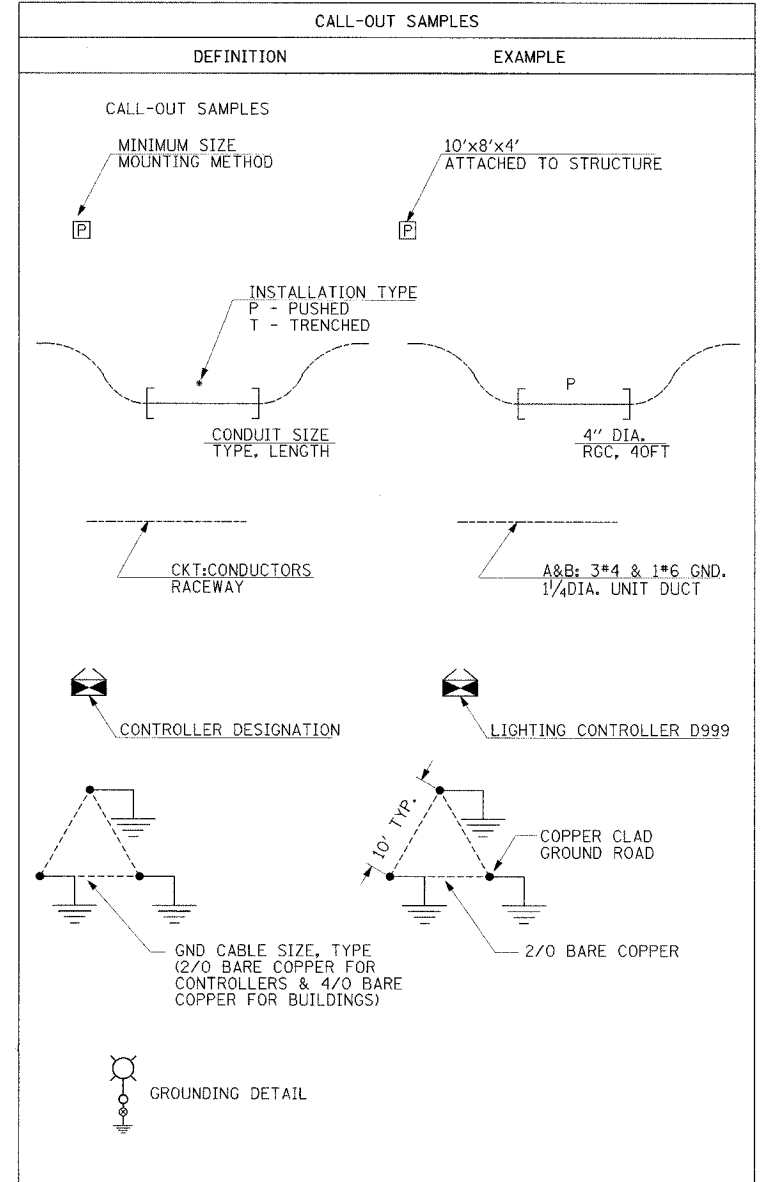 CALL-OUT SAMPLES
DEFINITION
EXAMPLE
CALL-OUT SAMPLES
MINIMUM SIZE
MOUNTING METHOD
P
10'x8'x4'
ATTACHED TO STRUCTURE
P
INSTALLATION TYPE
P - PUSHED
T - TRENCHED
*
CONDUIT SIZE
TYPE, LENGTH
P
4" DIA.
RGC, 40FT
CKT:CONDUCTORS
RACEWAY
A&B: 3#4 & 1#6 GND.
1 1/4DIA. UNIT DUCT
CONTROLLER DESIGNATION
LIGHTING CONTROLLER D999
GND CABLE SIZE, TYPE
(2/0 BARE COPPER FOR
CONTROLLERS & 4/0 BARE
COPPER FOR BUILDINGS)
10' TYP.
COPPER CLAD
GROUND ROAD
2/0 BARE COPPER
GROUNDING DETAIL